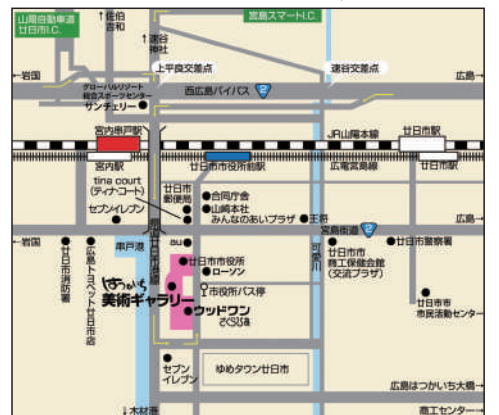 山陽自動車道
廿日市I.C.
↑佐伯
吉和
↑速谷
神社
宮島スマートI.C.
上平良交差点
速谷交差点
←岩国
広島→
グローバルリゾート
総合スポーツセンター
サンチェリー
西広島バイパス
2
宮内串戸駅
JR山陽本線
廿日市駅
宮内駅
廿日市市役所前駅
広電宮島線
廿日市駅
tina court
(ティナ・コート)
セブンイレブン
廿日市
郵便局
合同庁舎
山崎本社
みんなのあいプラザ
王将
宮島街道
2
広島→
←岩国
串戸港
au
廿日市消防署
広島トヨペット廿日市店
廿日市市役所
ローソン
可愛川
廿日市市
商工保健会館
(交流プラザ)
廿日市警察署
はつかいち
美術ギャラリー
市役所バス停
ウッドワン
さくらぴあ
廿日市市
市民活動センター
セブン
イレブン
ゆめタウン廿日市
広島はつかいち大橋→
↓木材港
商工センター→